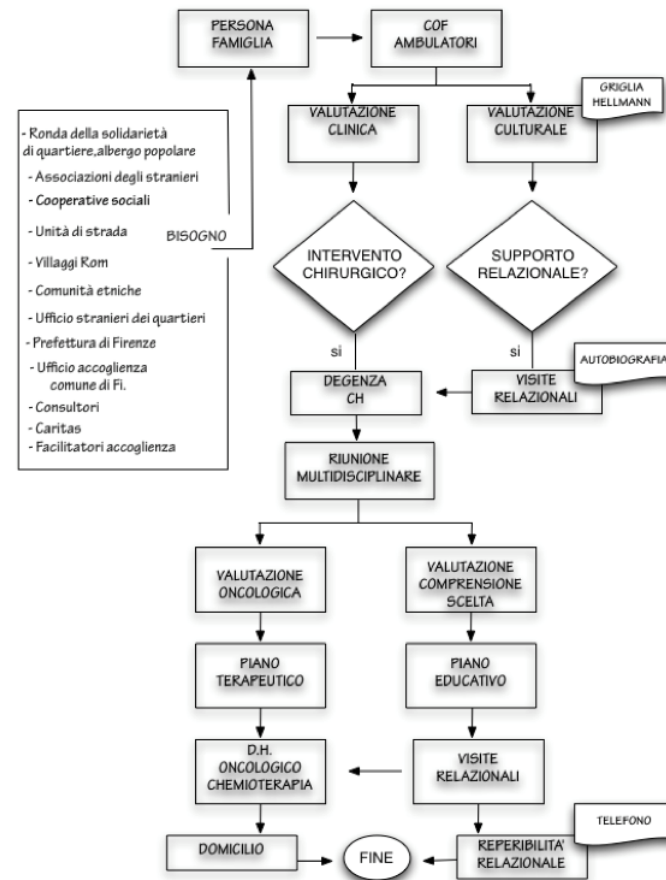 PERSONA
FAMIGLIA
COF
AMBULATORI
GRIGLIA
HELLMANN
VALUTAZIONE
CLINICA
VALUTAZIONE
CULTURALE
- Ronda della solidarietà
di quartiere,albergo popolare
- Associazioni degli stranieri
- Cooperative sociali
- Unità di strada
- Villaggi Rom
- Comunità etniche
- Ufficio stranieri dei quartieri
- Prefettura di Firenze
- Ufficio accoglienza
comune di Fi.
- Consultori
- Caritas
- Facilitatori accoglienza
BISOGNO
INTERVENTO
CHIRURGICO?
SUPPORTO
RELAZIONALE?
si
si
AUTOBIOGRAFIA
DEGENZA
CH
VISITE
RELAZIONALI
RIUNIONE
MULTIDISCIPLINARE
VALUTAZIONE
ONCOLOGICA
VALUTAZIONE
COMPRENSIONE
SCELTA
PIANO
TERAPEUTICO
PIANO
EDUCATIVO
D.H.
ONCOLOGICO
CHEMIOTERAPIA
VISITE
RELAZIONALI
TELEFONO
DOMICILIO
FINE
REPERIBILITA'
RELAZIONALE